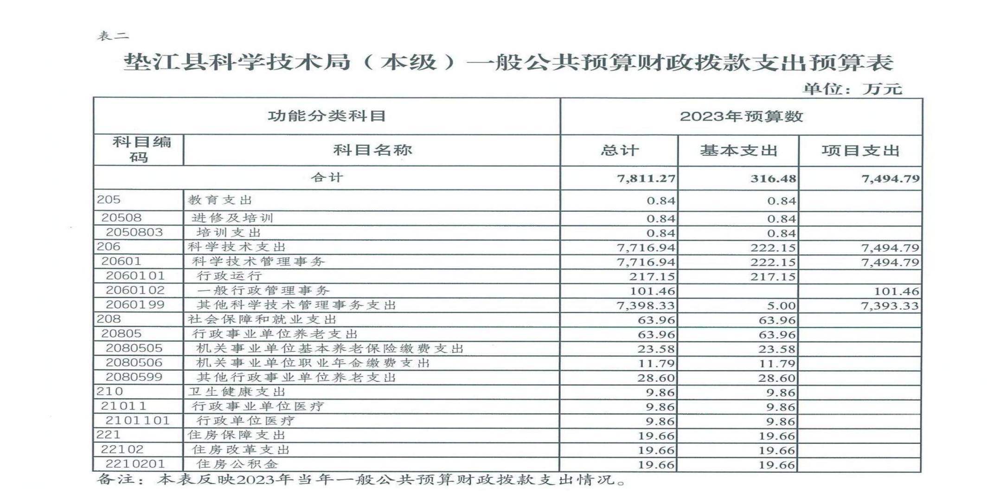 表二
垫江县科学技术局（本级）一般公共预算财政拨款支出预算表
单位：万元
功能分类科目 2023年预算数
科目编码 科目名称 总计 基本支出 项目支出
合计 7,811.27 316.48 7,494.79
205 教育支出 0.84 0.84
20508 进修及培训 0.84 0.84
2050803 培训支出 0.84 0.84
206 科学技术支出 7,716.94 222.15 7,494.79
20601 科学技术管理事务 7,716.94 222.15 7,494.79
2060101 行政运行 217.15 217.15
2060102 一般行政管理事务 101.46 101.46
2060199 其他科学技术管理事务支出 7,398.33 5.00 7,393.33
208 社会保障和就业支出 63.96 63.96
20805 行政事业单位养老支出 63.96 63.96
2080505 机关事业单位基本养老保险缴费支出 23.58 23.58
2080506 机关事业单位职业年金缴费支出 11.79 11.79
2080599 其他行政事业单位养老支出 28.60 28.60
210 卫生健康支出 9.86 9.86
21011 行政事业单位医疗 9.86 9.86
2101101 行政单位医疗 9.86 9.86
221 住房保障支出 19.66 19.66
22102 住房改革支出 19.66 19.66
2210201 住房公积金 19.66 19.66
备注：本表反映2023年当年一般公共预算财政拨款支出情况。